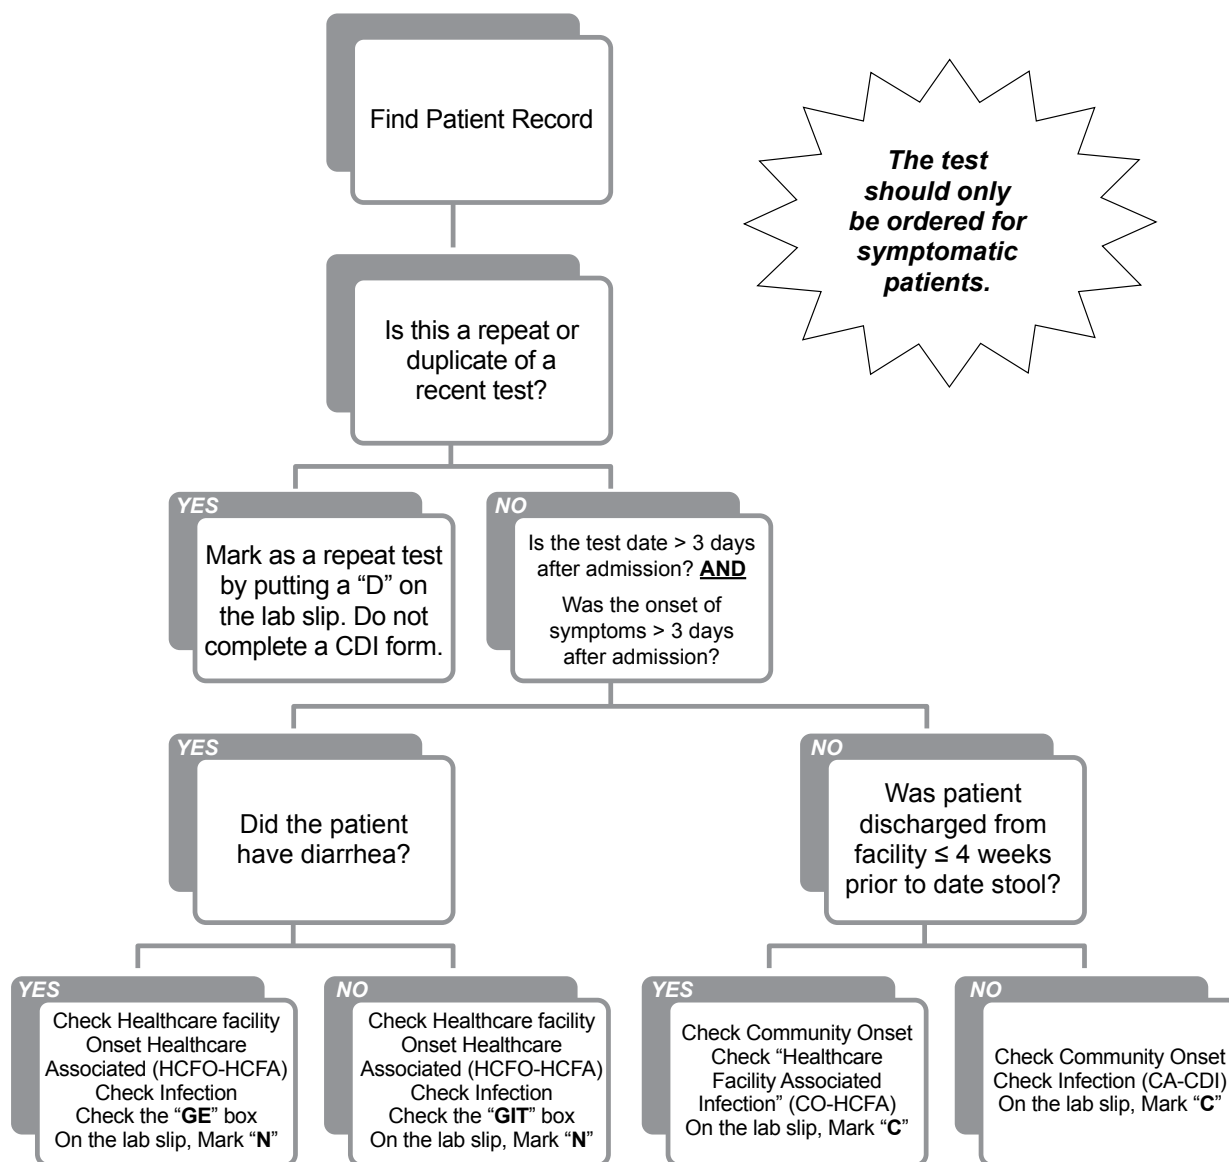 Find Patient Record
The test
should only
be ordered for
symptomatic
patients.
Is this a repeat or
duplicate of a
recent test?
YES
Mark as a repeat test
by putting a “D” on
the lab slip. Do not
complete a CDI form.
NO
Is the test date > 3 days
after admission? AND
Was the onset of
symptoms > 3 days
after admission?
YES
Did the patient
have diarrhea?
NO
Was patient
discharged from
facility ≤ 4 weeks
prior to date stool?
YES
Check Healthcare facility
Onset Healthcare
Associated (HCFO-HCFA)
Check Infection
Check the “GE” box
On the lab slip, Mark “N”
NO
Check Healthcare facility
Onset Healthcare
Associated (HCFO-HCFA)
Check Infection
Check the “GIT” box
On the lab slip, Mark “N”
YES
Check Community Onset
Check “Healthcare
Facility Associated
Infection” (CO-HCFA)
On the lab slip, Mark “C”
NO
Check Community Onset
Check Infection (CA-CDI)
On the lab slip, Mark “C”